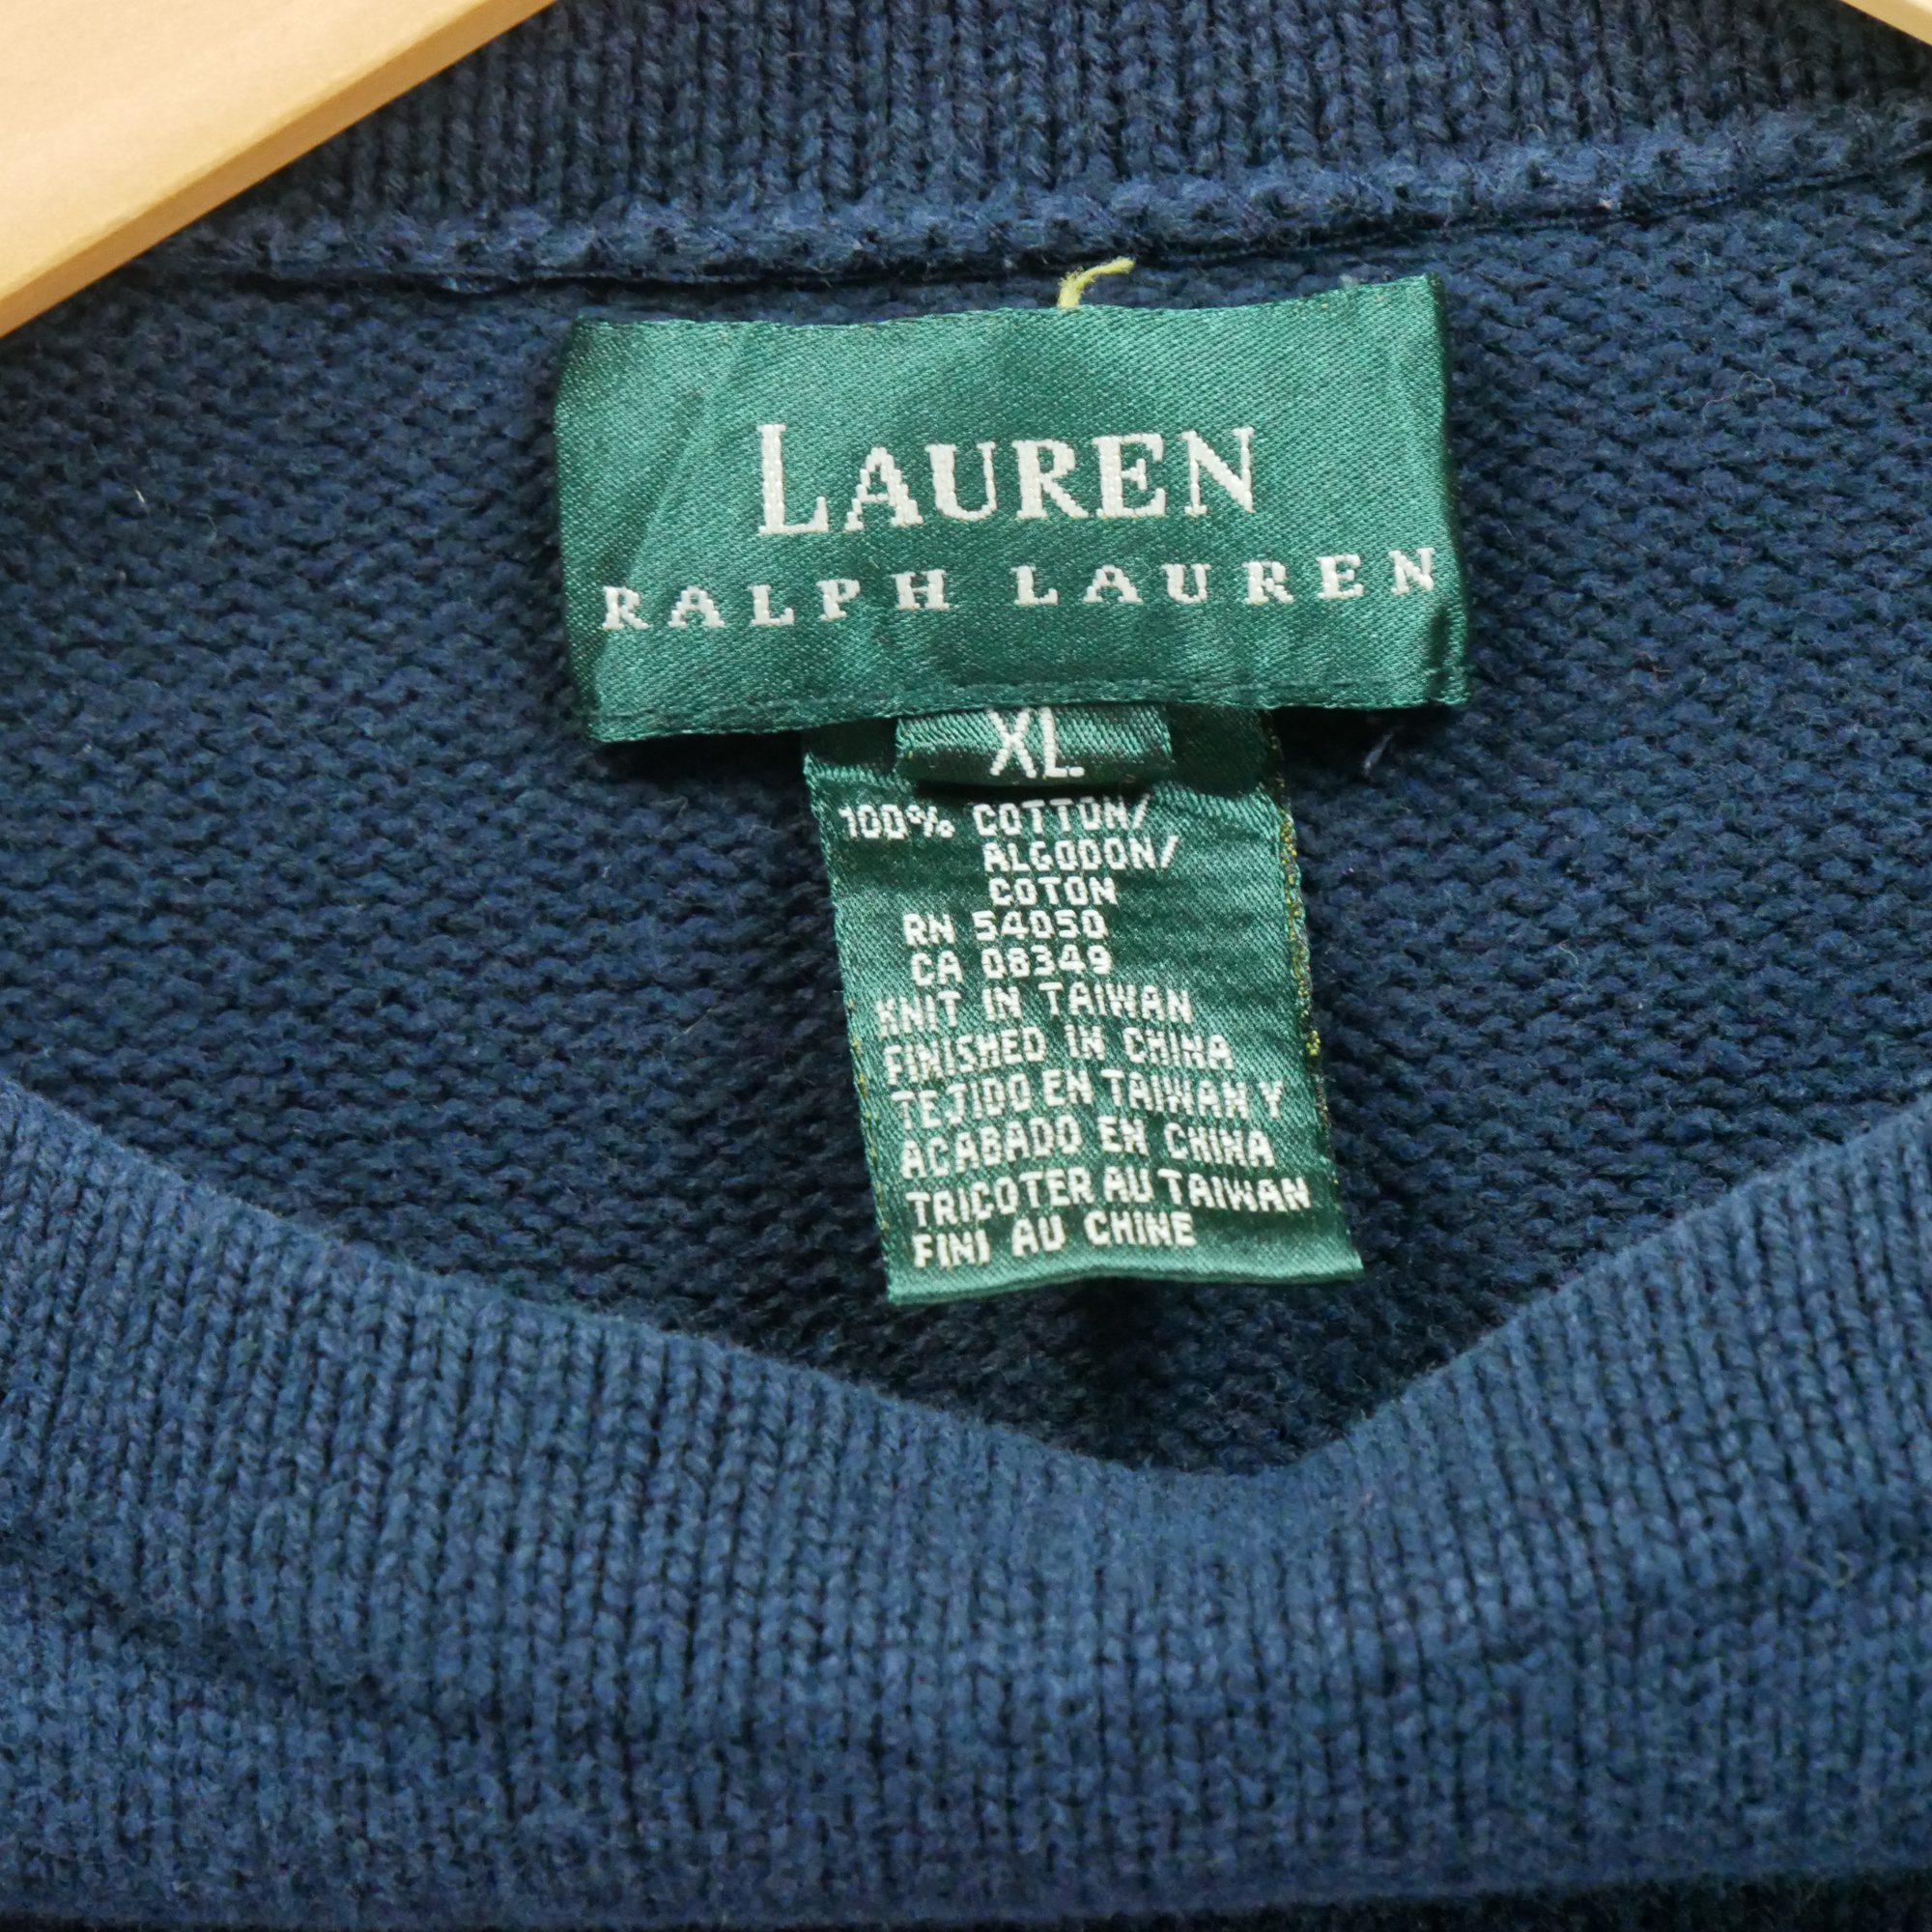 LAUREN
RALPH LAUREN
XL
100% COTTON/
ALGODON/
COTON
RN 54050
CA 08349
KNIT IN TAIWAN
FINISHED IN CHINA
TEJIDO EN TAIWAN Y
ACABADO EN CHINA
TRICOTER AU TAIWAN
FINI AU CHINE